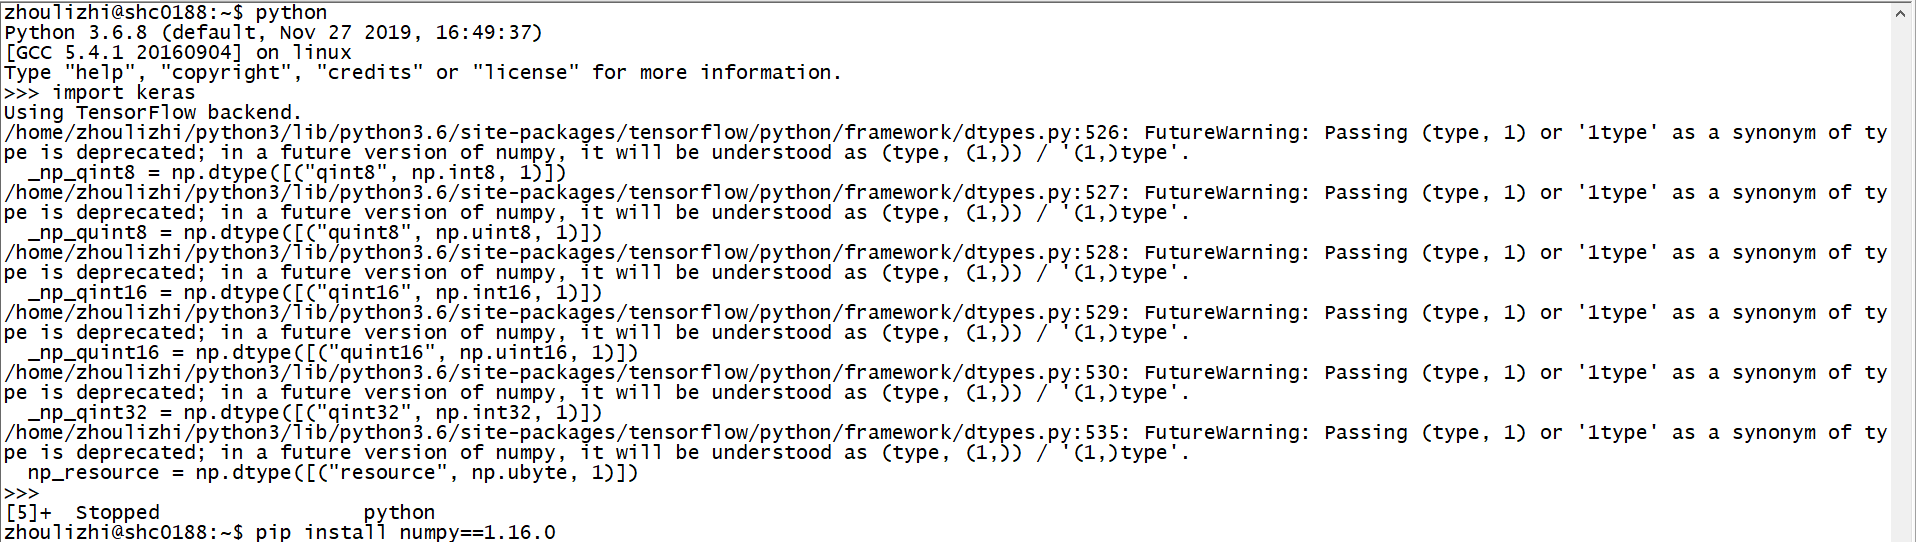 zhoulizhi@shc0188:~$ python
Python 3.6.8 (default, Nov 27 2019, 16:49:37)
[GCC 5.4.1 20160904] on linux
Type "help", "copyright", "credits" or "license" for more information.
>>> import keras
Using TensorFlow backend.
/home/zhoulizhi/python3/lib/python3.6/site-packages/tensorflow/python/framework/dtypes.py:526: FutureWarning: Passing (type, 1) or '1type' as a synonym of ty
pe is deprecated; in a future version of numpy, it will be understood as (type, (1,)) / '(1,)type'.
  _np_qint8 = np.dtype([("qint8", np.int8, 1)])
/home/zhoulizhi/python3/lib/python3.6/site-packages/tensorflow/python/framework/dtypes.py:527: FutureWarning: Passing (type, 1) or '1type' as a synonym of ty
pe is deprecated; in a future version of numpy, it will be understood as (type, (1,)) / '(1,)type'.
  _np_quint8 = np.dtype([("quint8", np.uint8, 1)])
/home/zhoulizhi/python3/lib/python3.6/site-packages/tensorflow/python/framework/dtypes.py:528: FutureWarning: Passing (type, 1) or '1type' as a synonym of ty
pe is deprecated; in a future version of numpy, it will be understood as (type, (1,)) / '(1,)type'.
  _np_qint16 = np.dtype([("qint16", np.int16, 1)])
/home/zhoulizhi/python3/lib/python3.6/site-packages/tensorflow/python/framework/dtypes.py:529: FutureWarning: Passing (type, 1) or '1type' as a synonym of ty
pe is deprecated; in a future version of numpy, it will be understood as (type, (1,)) / '(1,)type'.
  _np_quint16 = np.dtype([("quint16", np.uint16, 1)])
/home/zhoulizhi/python3/lib/python3.6/site-packages/tensorflow/python/framework/dtypes.py:530: FutureWarning: Passing (type, 1) or '1type' as a synonym of ty
pe is deprecated; in a future version of numpy, it will be understood as (type, (1,)) / '(1,)type'.
  _np_qint32 = np.dtype([("qint32", np.int32, 1)])
/home/zhoulizhi/python3/lib/python3.6/site-packages/tensorflow/python/framework/dtypes.py:535: FutureWarning: Passing (type, 1) or '1type' as a synonym of ty
pe is deprecated; in a future version of numpy, it will be understood as (type, (1,)) / '(1,)type'.
  np_resource = np.dtype([("resource", np.ubyte, 1)])
>>>
[5]+  Stopped                 python
zhoulizhi@shc0188:~$ pip install numpy==1.16.0